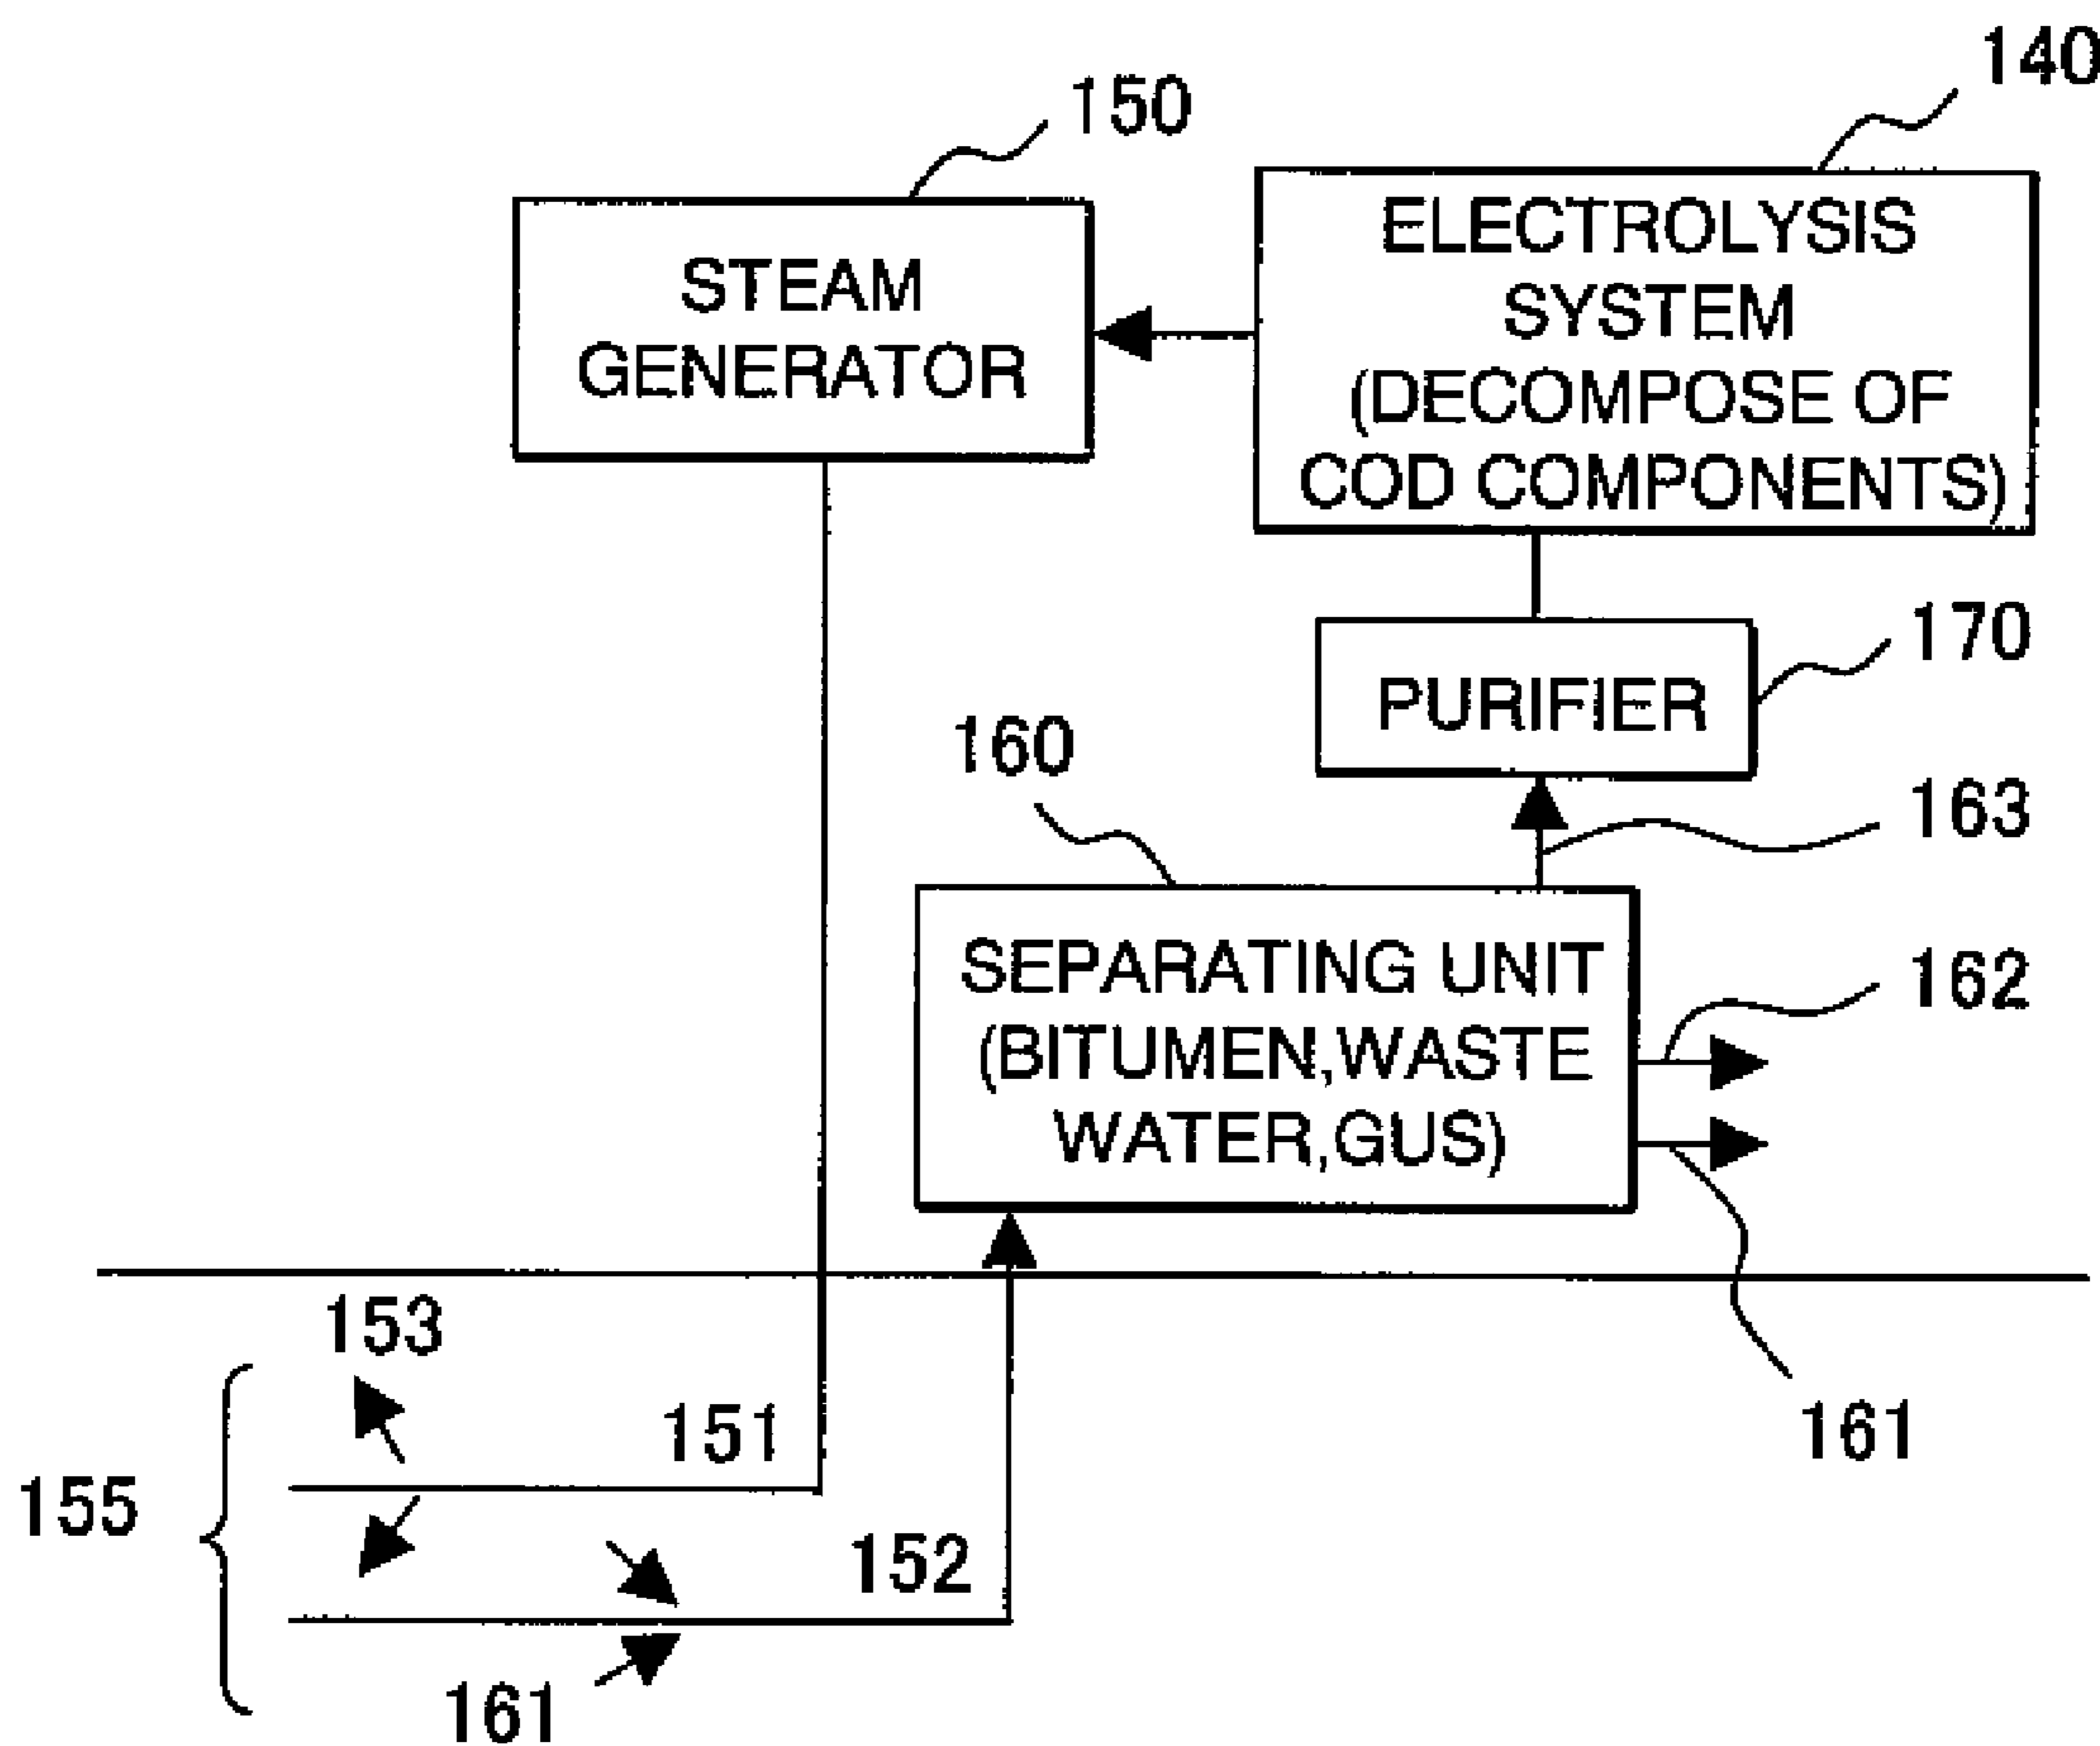 140
150
STEAM
GENERATOR
ELECTROLYSIS
SYSTEM
(DECOMPOSE OF
COD COMPONENTS)
170
PURIFIER
160
163
SEPARATING UNIT
(BITUMEN,WASTE
WATER,GUS)
162
153
151
161
155
152
161